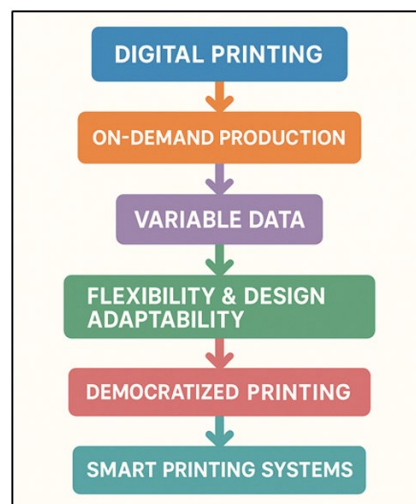 DIGITAL PRINTING
ON-DEMAND PRODUCTION
VARIABLE DATA
FLEXIBILITY & DESIGN
ADAPTABILITY
DEMOCRATIZED PRINTING
SMART PRINTING SYSTEMS